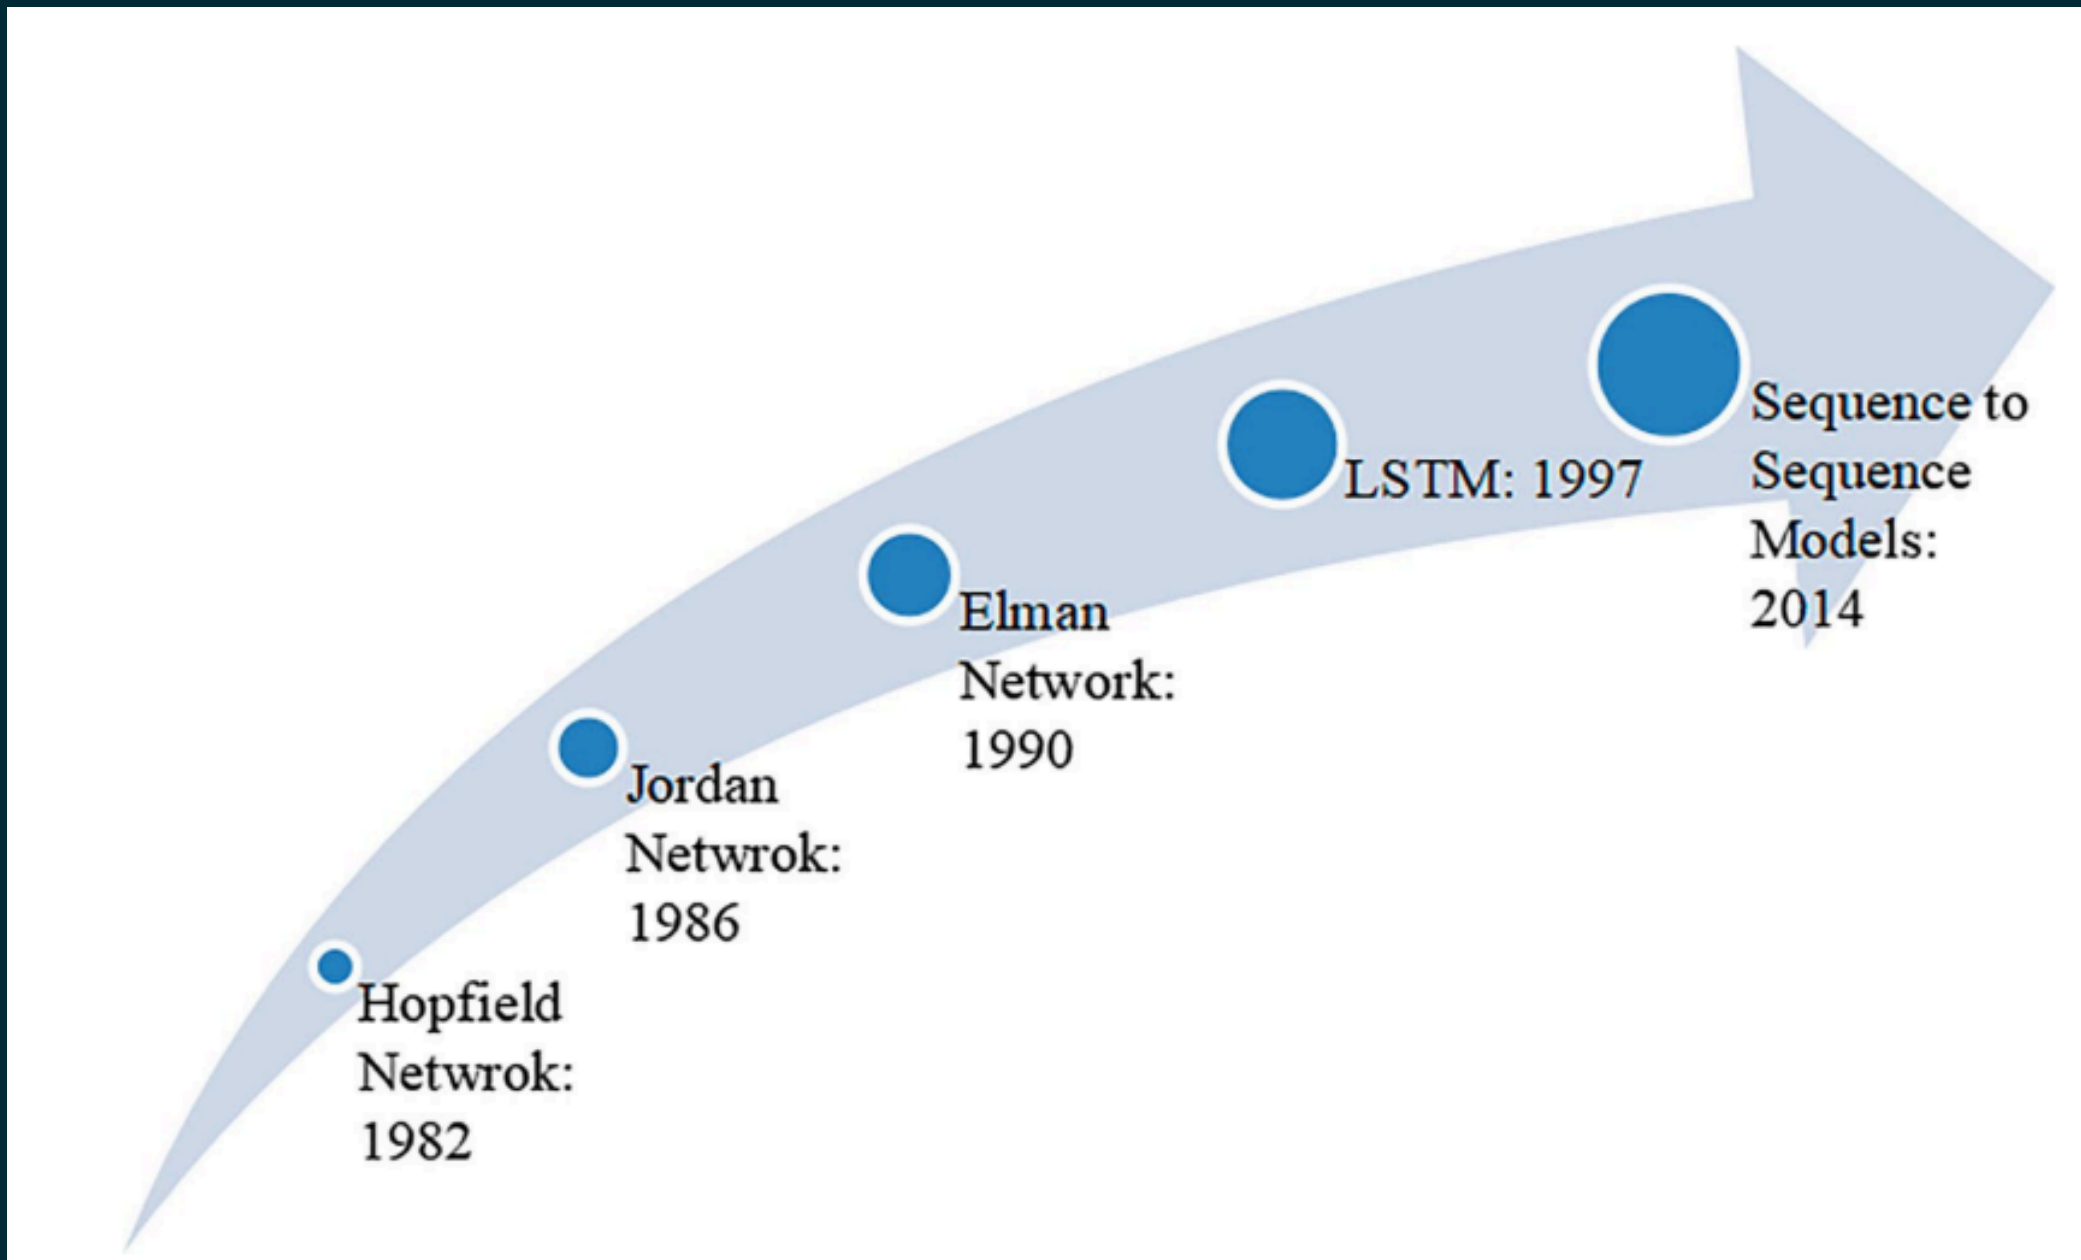 Hopfield
Netwrok:
1982
Jordan
Netwrok:
1986
Elman
Network:
1990
LSTM: 1997
Sequence to
Sequence
Models:
2014